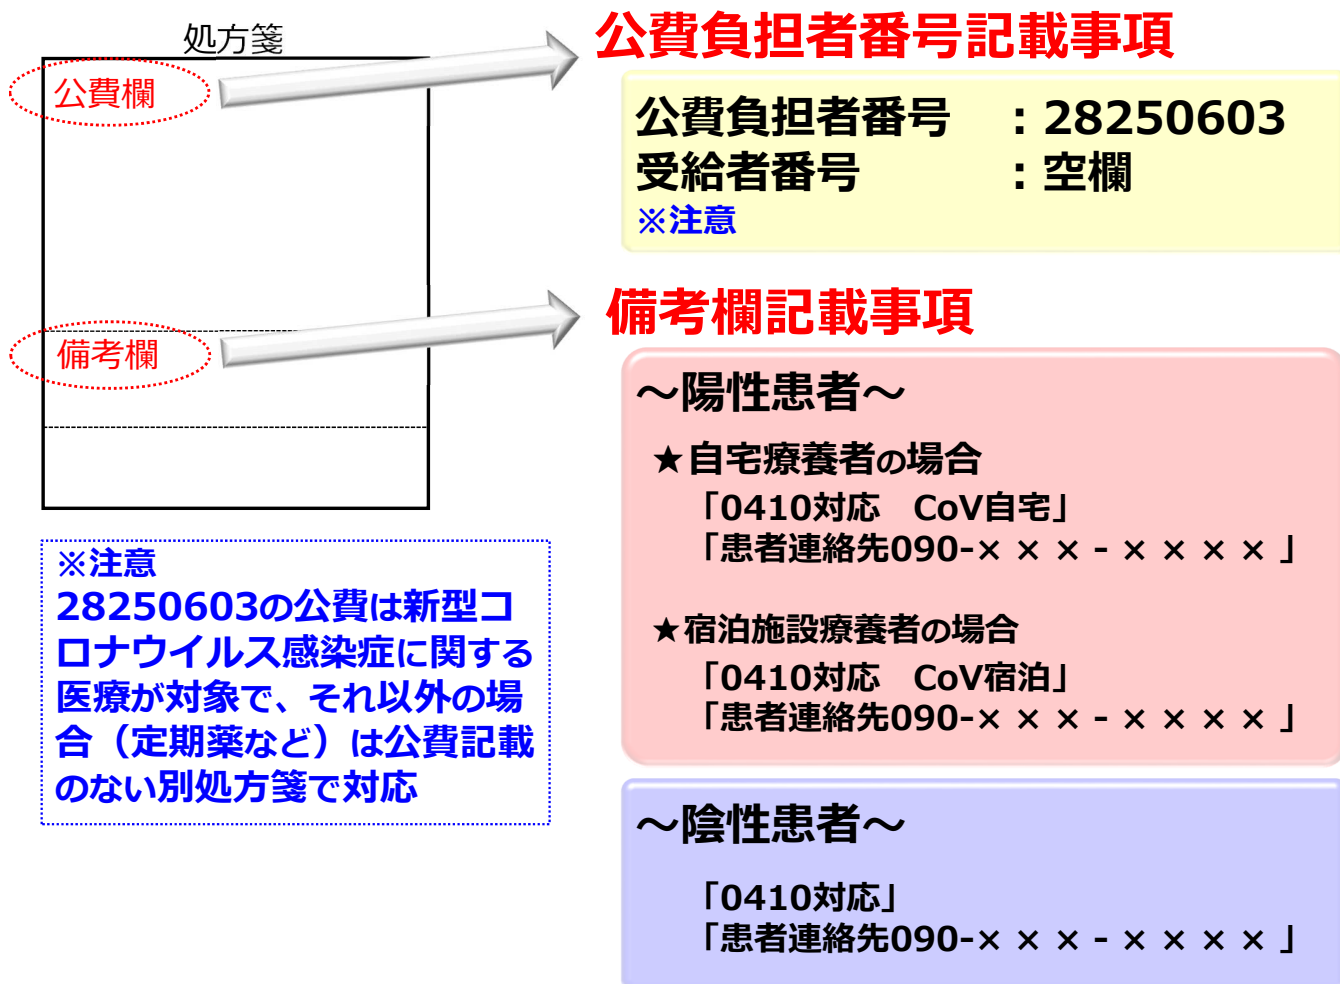 処方箋
公費欄
備考欄
※注意
28250603の公費は新型コ
ロナウイルス感染症に関する
医療が対象で、それ以外の場
合（定期薬など）は公費記載
のない別処方箋で対応
公費負担者番号記載事項
公費負担者番号　：28250603
受給者番号　　　：空欄
※注意
備考欄記載事項
～陽性患者～
★自宅療養者の場合
「0410対応　CoV自宅」
「患者連絡先090-×××-××××」
★宿泊施設療養者の場合
「0410対応　CoV宿泊」
「患者連絡先090-×××-××××」
～陰性患者～
「0410対応」
「患者連絡先090-×××-××××」